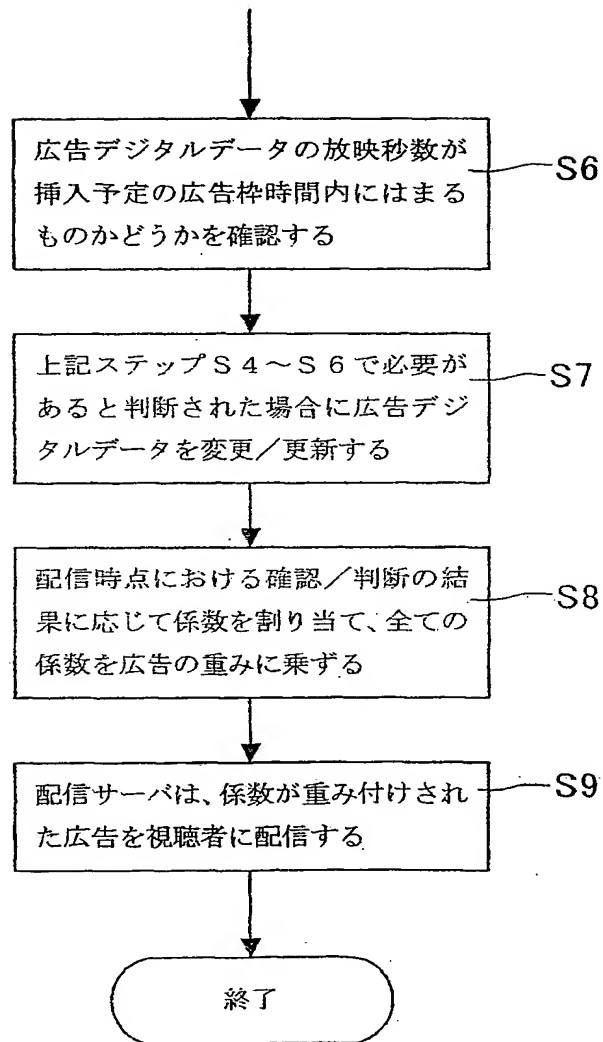 広告デジタルデータの放映秒数が
挿入予定の広告枠時間内にはまる
ものかどうかを確認する
S6
上記ステップS4~S6で必要が
あると判断された場合に広告デジ
タルデータを変更/更新する
S7
配信時点における確認/判断の結
果に応じて係数を割り当て、全ての
係数を広告の重みに乗ずる
S8
配信サーバは、係数が重み付けされ
た広告を視聴者に配信する
S9
終了